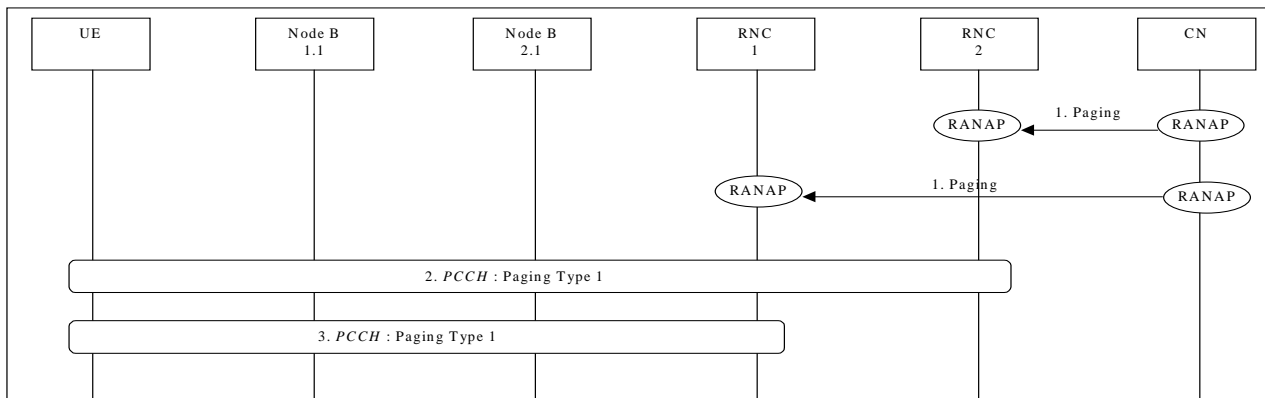 UE
Node B
1.1
Node B
2.1
RNC
1
RNC
2
CN
1. Paging
RANAP
RANAP
1. Paging
RANAP
RANAP
2. PCCH : Paging Type 1
3. PCCH : Paging Type 1